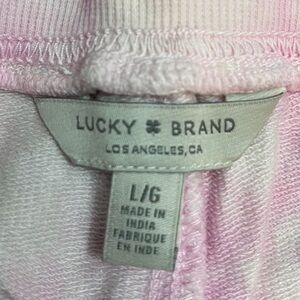 LUCKY BRAND
LOS ANGELES, CA
L/G
MADE IN
INDIA
FABRIQUE
EN INDE